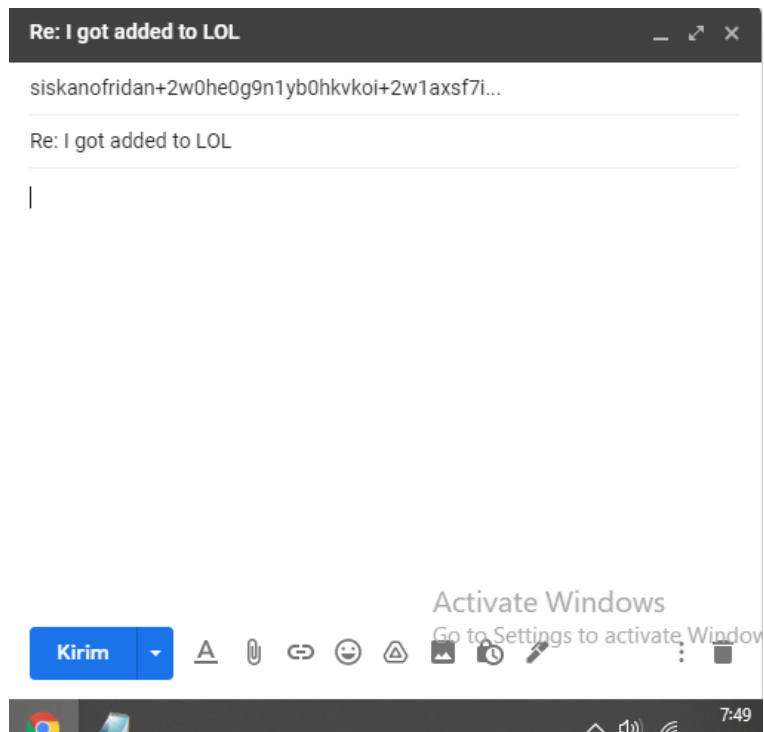 Re: I got added to LOL
siskanofridan+2w0he0g9n1yb0hkvkoi+2w1axsf7i...
Re: I got added to LOL
Activate Windows
Go to Settings to activate Window
Kirim
7:49